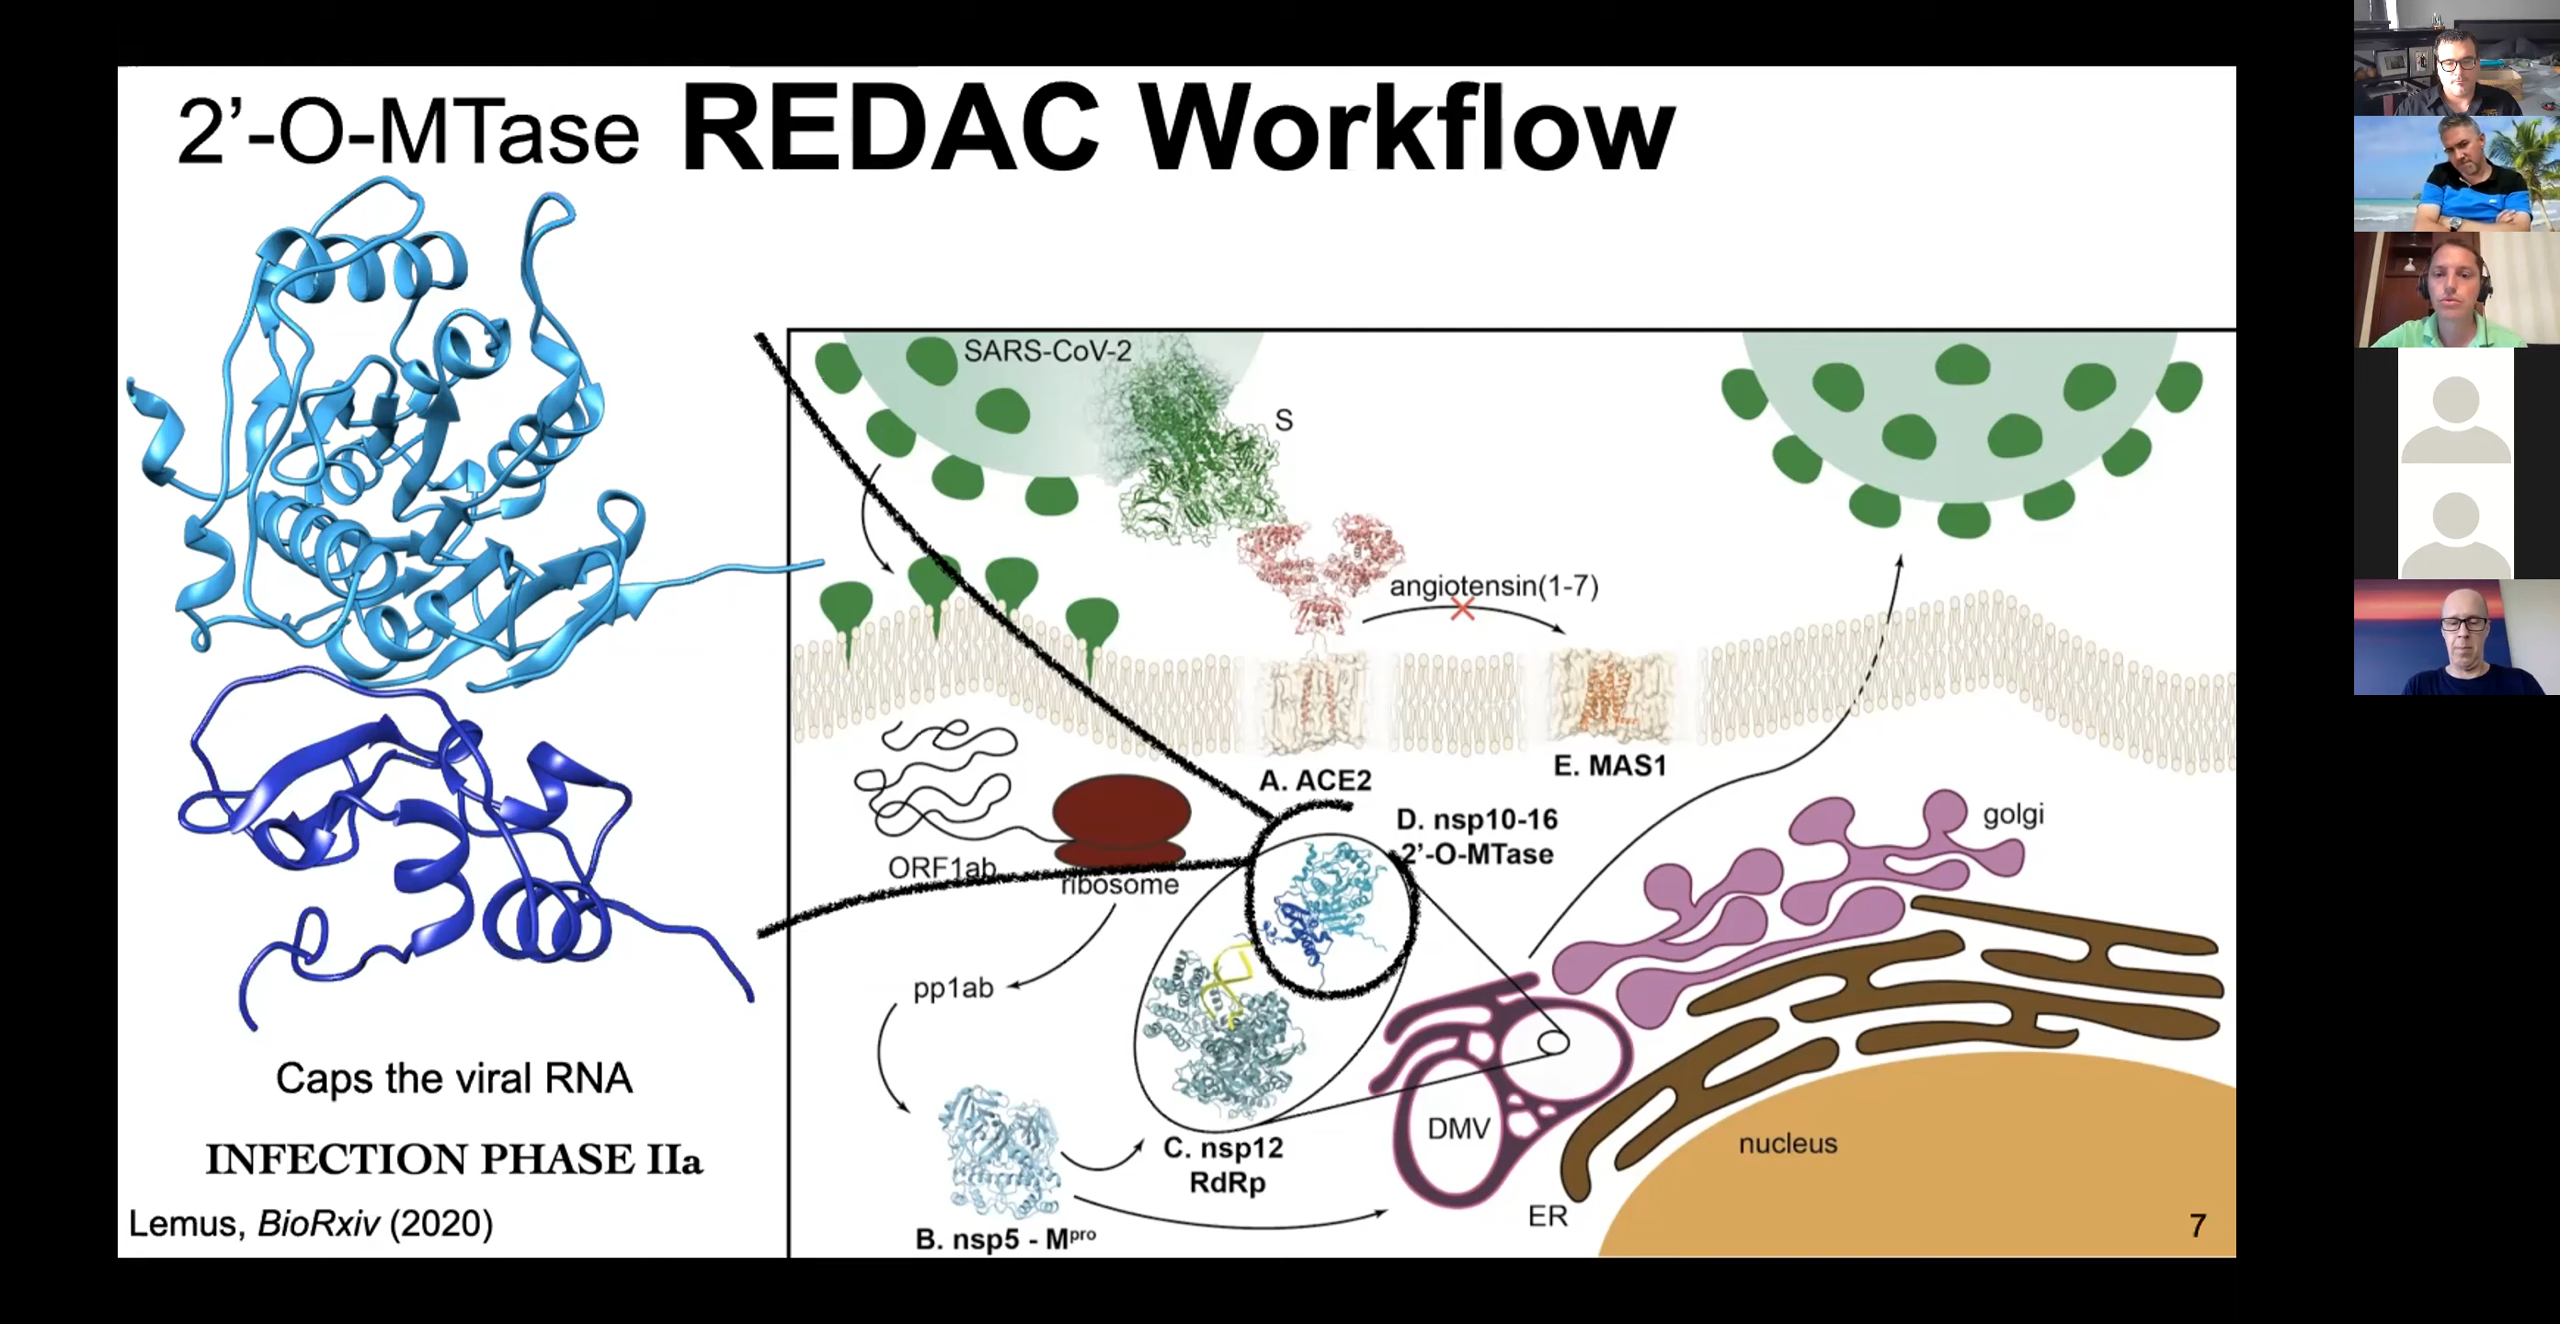 2’-O-MTase REDAC Workflow
SARS-CoV-2
S
angiotensin(1-7)
A. ACE2
E. MAS1
D. nsp10-16
2’-O-MTase
golgi
ORF1ab
ribosome
pp1ab
DMV
nucleus
C. nsp12
RdRp
ER
B. nsp5 - Mpro
Caps the viral RNA
INFECTION PHASE IIa
Lemus, BioRxiv (2020)
7